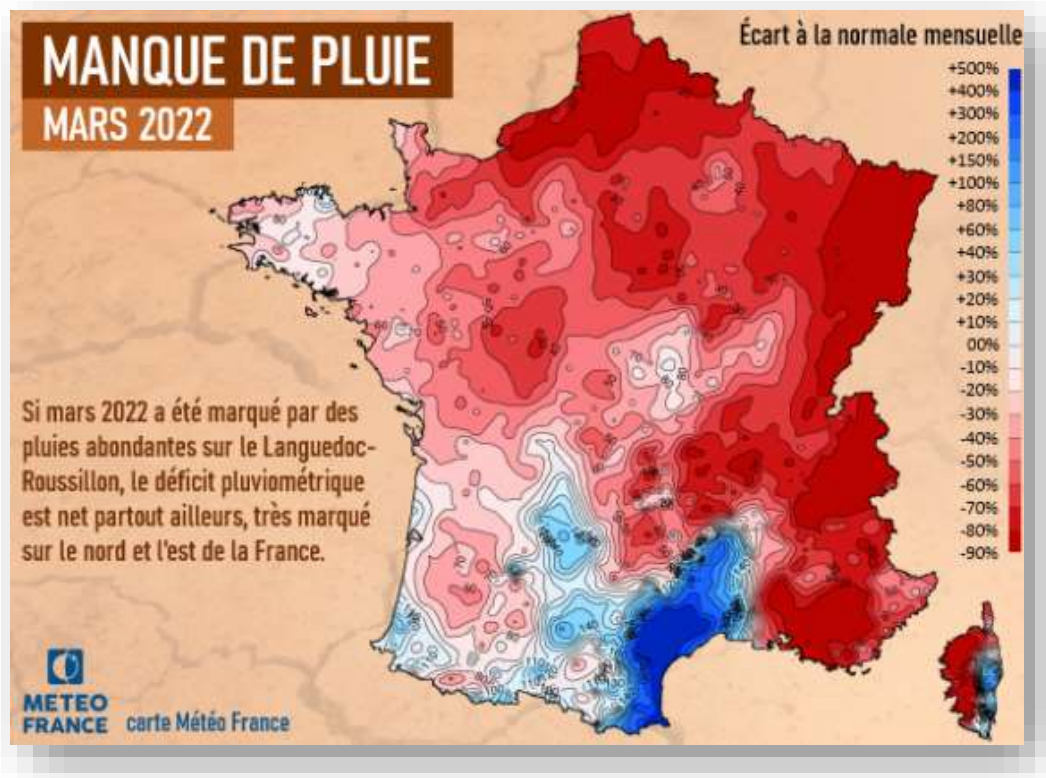 MANQUE DE PLUIE
MARS 2022
Écart à la normale mensuelle
+500%
+400%
+300%
+200%
+150%
+100%
+80%
+60%
+40%
+30%
+20%
+10%
00%
-10%
-20%
-30%
-40%
-50%
-60%
-70%
-80%
-90%
Si mars 2022 a été marqué par des
pluies abondantes sur le Languedoc-
Roussillon, le déficit pluviométrique
est net partout ailleurs, très marqué
sur le nord et l'est de la France.
METEO
FRANCE
carte Météo France